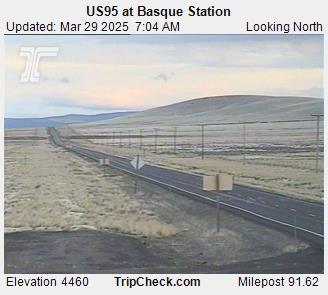 US95 at Basque Station
Updated: Mar 29 2025 7:04 AM Looking North
Elevation 4460 TripCheck.com Milepost 91.62